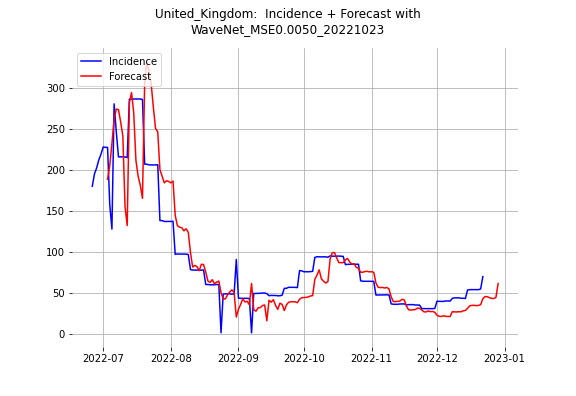 United_Kingdom:  Incidence + Forecast with
WaveNet_MSE0.0050_20221023
Incidence
Forecast
300
250
200
150
100
50
0
2022-07 2022-08 2022-09 2022-10 2022-11 2022-12 2023-01